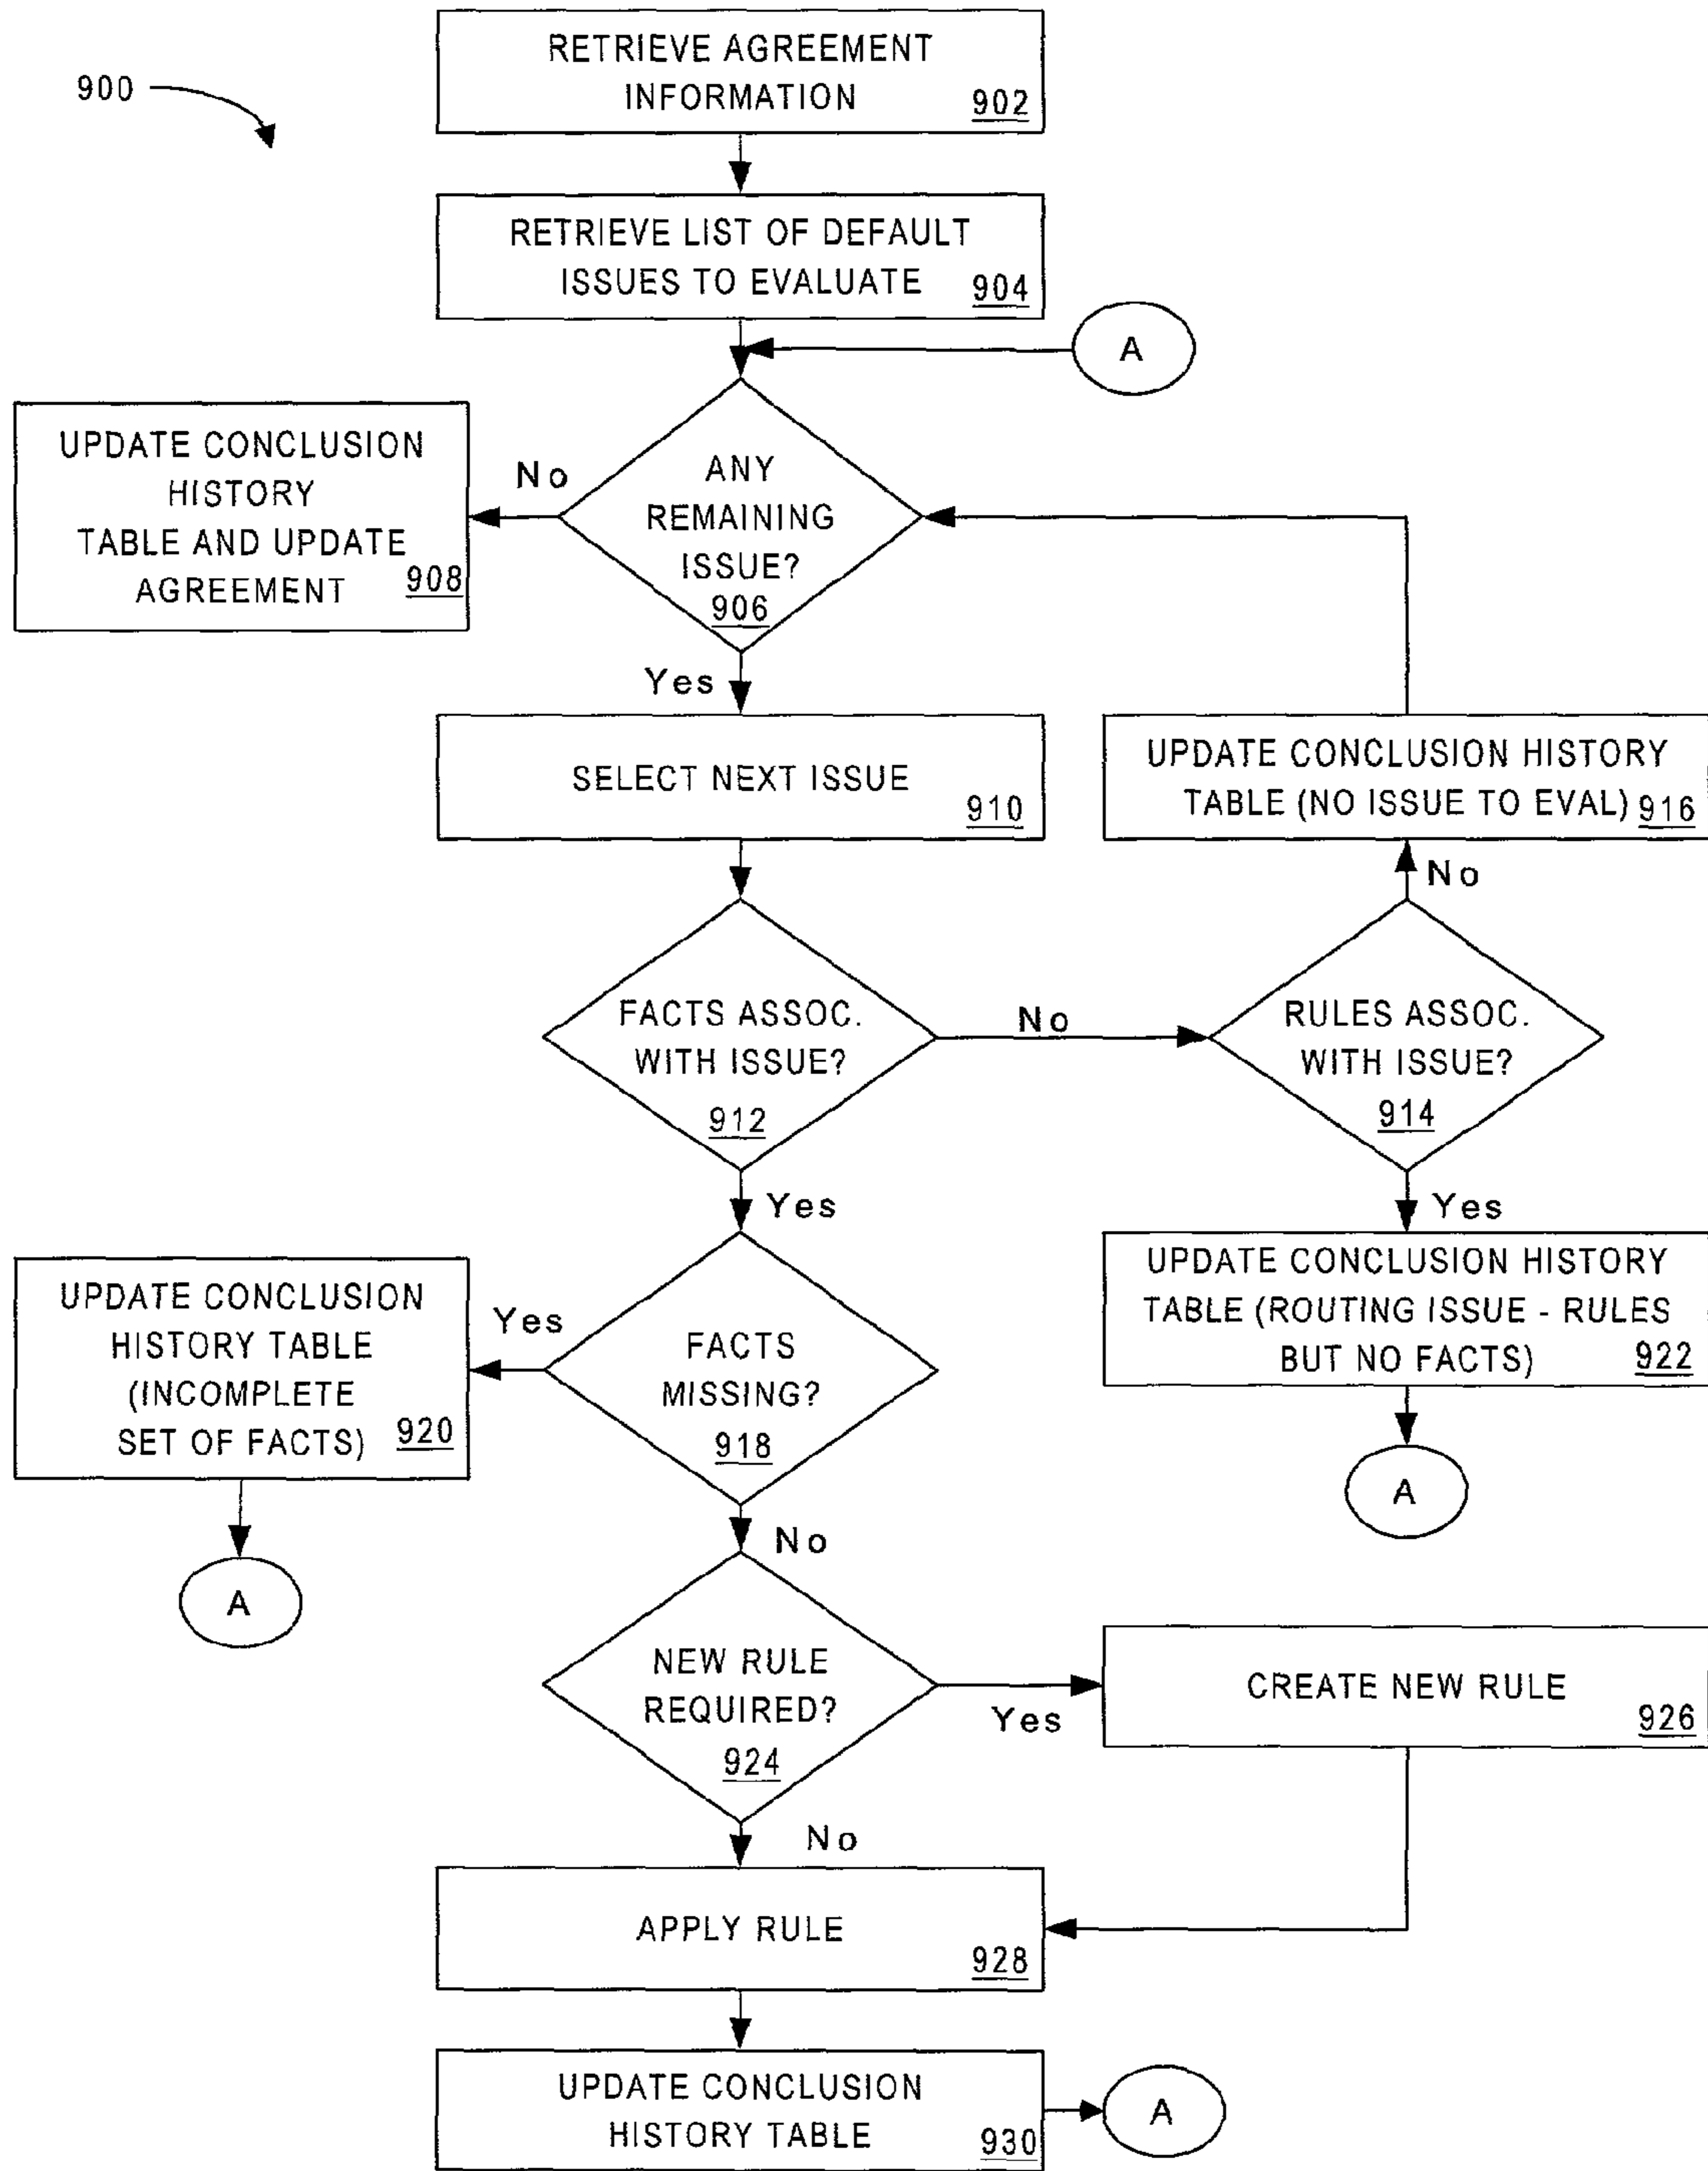 RETRIEVE AGREEMENT
INFORMATION
902
900
RETRIEVE LIST OF DEFAULT
ISSUES TO EVALUATE
904
A
UPDATE CONCLUSION
HISTORY
TABLE AND UPDATE
AGREEMENT
908
No
ANY
REMAINING
ISSUE?
906
Yes
SELECT NEXT ISSUE
910
UPDATE CONCLUSION HISTORY
TABLE (NO ISSUE TO EVAL)
916
No
FACTS ASSOC.
WITH ISSUE?
912
No
RULES ASSOC.
WITH ISSUE?
914
Yes
Yes
UPDATE CONCLUSION
HISTORY TABLE
(INCOMPLETE
SET OF FACTS)
920
Yes
FACTS
MISSING?
918
UPDATE CONCLUSION HISTORY
TABLE (ROUTING ISSUE - RULES
BUT NO FACTS)
922
A
A
No
NEW RULE
REQUIRED?
924
Yes
CREATE NEW RULE
926
No
APPLY RULE
928
UPDATE CONCLUSION
HISTORY TABLE
930
A